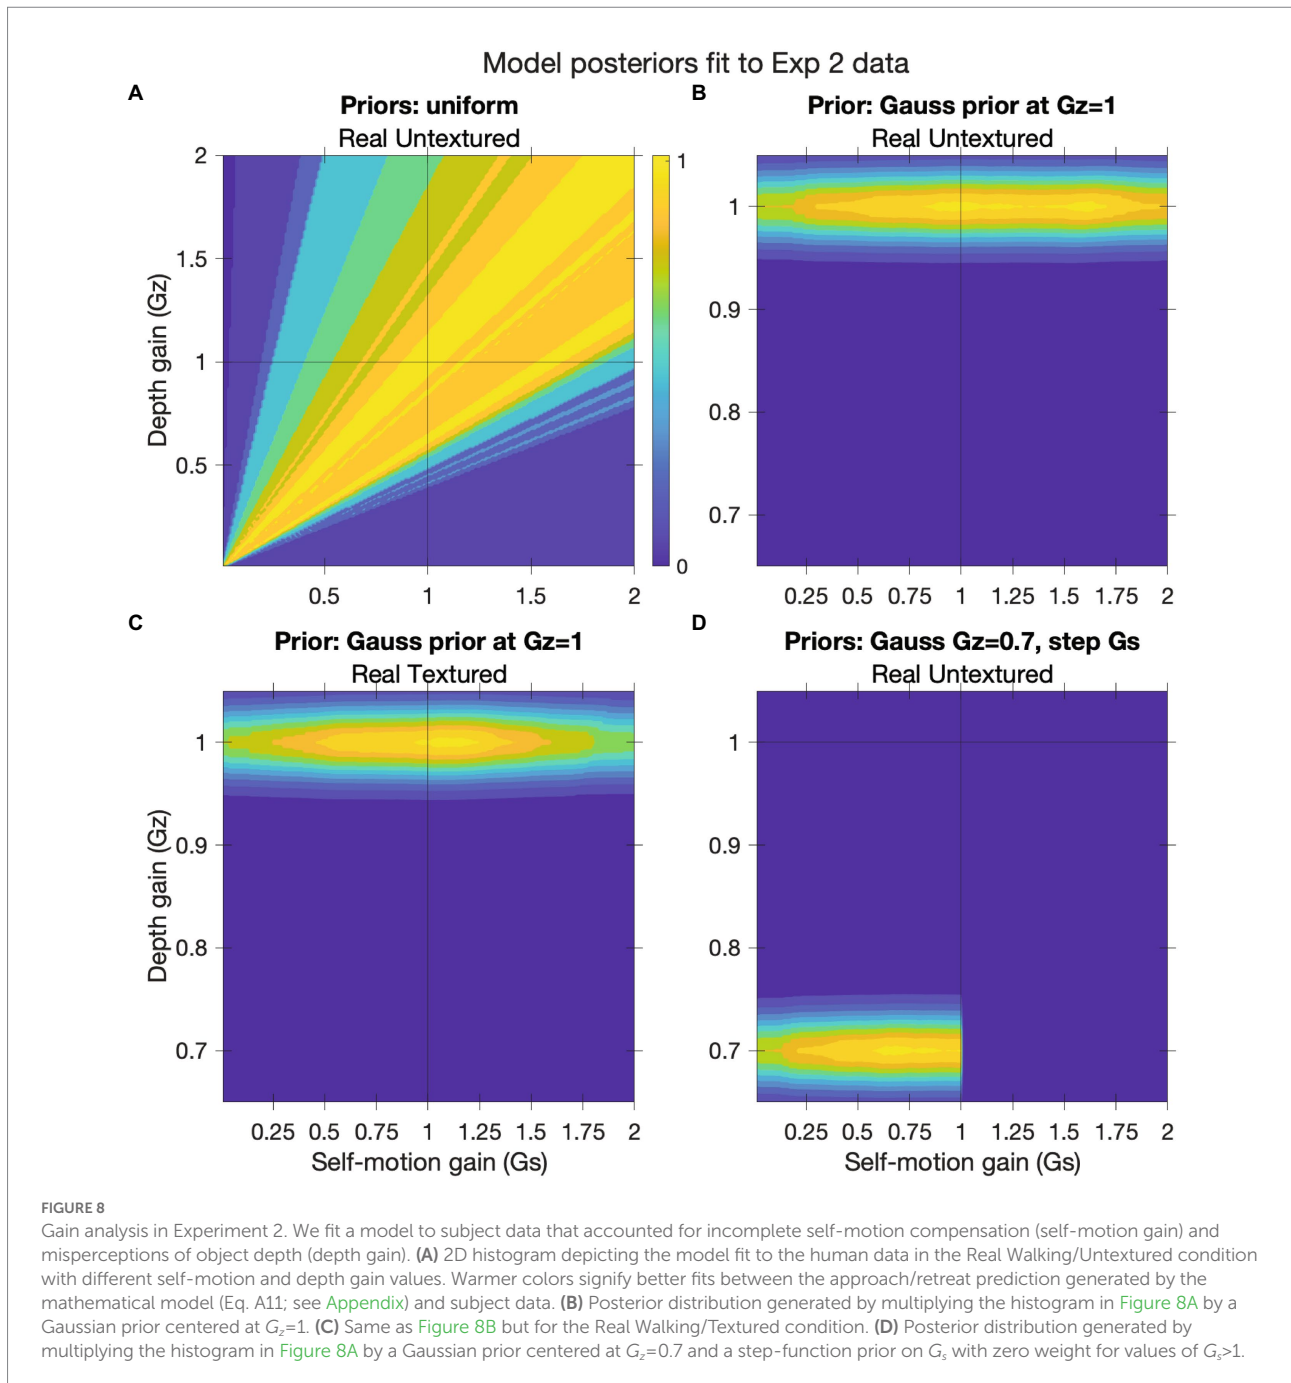 Model posteriors fit to Exp 2 data
A
Priors: uniform
Real Untextured
2
1.5
1
0.5
Depth gain (Gz)
0.5
1
1.5
2
1
0
B
Prior: Gauss prior at Gz=1
Real Untextured
1
0.9
0.8
0.7
0.25
0.5
0.75
1
1.25
1.5
1.75
2
C
Prior: Gauss prior at Gz=1
Real Textured
1
0.9
0.8
0.7
Depth gain (Gz)
0.25
0.5
0.75
1
1.25
1.5
1.75
2
Self-motion gain (Gs)
D
Priors: Gauss Gz=0.7, step Gs
Real Untextured
1
0.9
0.8
0.7
0.25
0.5
0.75
1
1.25
1.5
1.75
2
Self-motion gain (Gs)
FIGURE 8
Gain analysis in Experiment 2. We fit a model to subject data that accounted for incomplete self-motion compensation (self-motion gain) and
misperceptions of object depth (depth gain). (A) 2D histogram depicting the model fit to the human data in the Real Walking/Untextured condition
with different self-motion and depth gain values. Warmer colors signify better fits between the approach/retreat prediction generated by the
mathematical model (Eq. A11; see Appendix) and subject data. (B) Posterior distribution generated by multiplying the histogram in Figure 8A by a
Gaussian prior centered at Gz=1. (C) Same as Figure 8B but for the Real Walking/Textured condition. (D) Posterior distribution generated by
multiplying the histogram in Figure 8A by a Gaussian prior centered at Gz=0.7 and a step-function prior on Gs with zero weight for values of Gs>1.